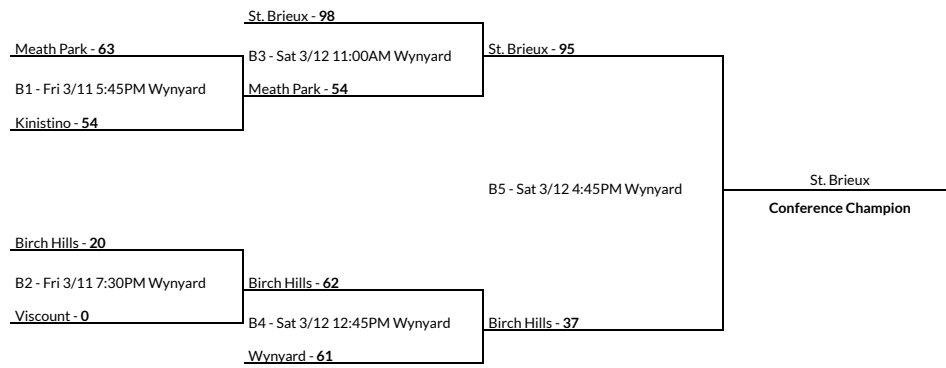 St. Brieux - 98
Meath Park - 63
B3 - Sat 3/12 11:00AM Wynyard
St. Brieux - 95
B1 - Fri 3/11 5:45PM Wynyard
Meath Park - 54
Kinistino - 54
B5 - Sat 3/12 4:45PM Wynyard
St. Brieux
Conference Champion
Birch Hills - 20
B2 - Fri 3/11 7:30PM Wynyard
Birch Hills - 62
Viscount - 0
B4 - Sat 3/12 12:45PM Wynyard
Birch Hills - 37
Wynyard - 61